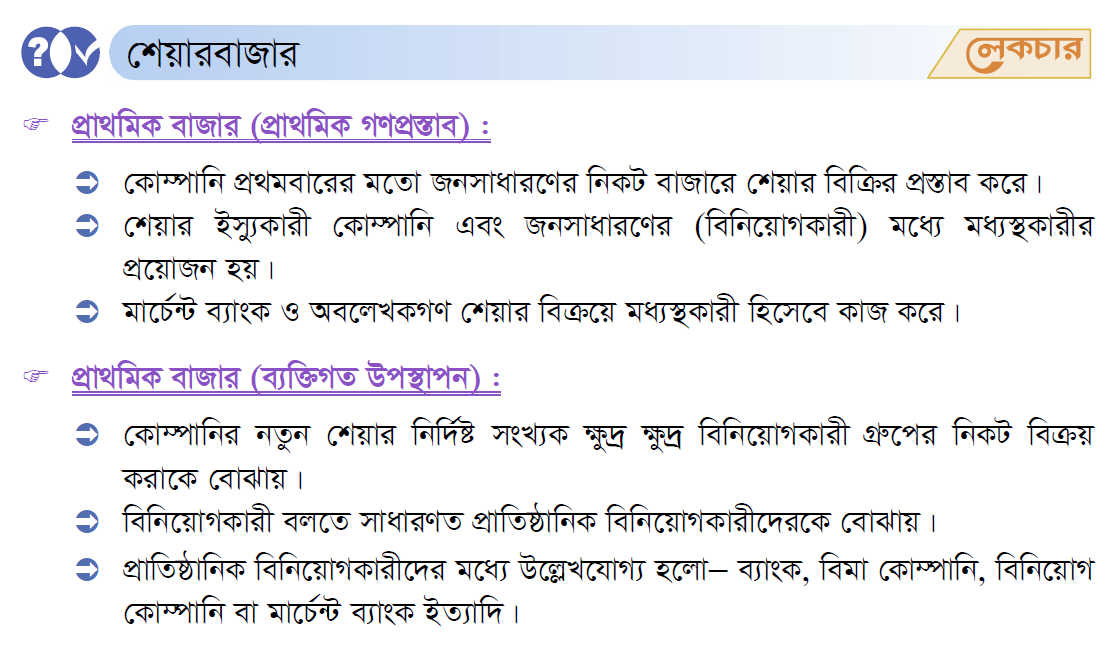 শেয়ারবাজার
লেকচার
প্রাথমিক বাজার (প্রাথমিক গণপ্রস্তাব) :
কোম্পানি প্রথমবারের মতো জনসাধারণের নিকট বাজারে শেয়ার বিক্রির প্রস্তাব করে।
শেয়ার ইস্যুকারী কোম্পানি এবং জনসাধারণের (বিনিয়োগকারী) মধ্যে মধ্যস্থকারীর
প্রয়োজন হয়।
মার্চেন্ট ব্যাংক ও অবলেখকগণ শেয়ার বিক্রয়ে মধ্যস্থকারী হিসেবে কাজ করে।
প্রাথমিক বাজার (ব্যক্তিগত উপস্থাপন) :
কোম্পানির নতুন শেয়ার নির্দিষ্ট সংখ্যক ক্ষুদ্র ক্ষুদ্র বিনিয়োগকারী গ্রুপের নিকট বিক্রয়
করাকে বোঝায়।
বিনিয়োগকারী বলতে সাধারণত প্রাতিষ্ঠানিক বিনিয়োগকারীদেরকে বোঝায়।
প্রাতিষ্ঠানিক বিনিয়োগকারীদের মধ্যে উল্লেখযোগ্য হলো– ব্যাংক, বিমা কোম্পানি, বিনিয়োগ
কোম্পানি বা মার্চেন্ট ব্যাংক ইত্যাদি।